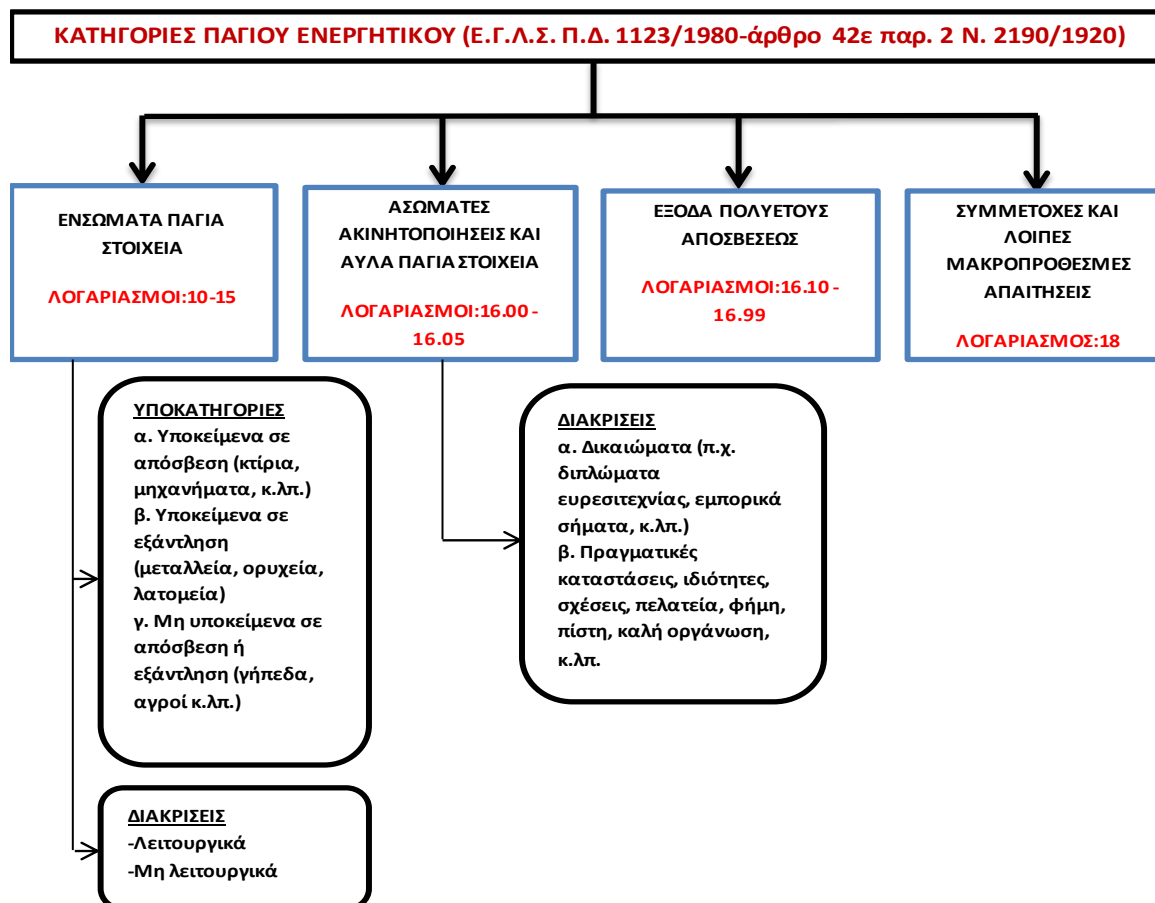 ΚΑΤΗΓΟΡΙΕΣ ΠΑΓΙΟΥ ΕΝΕΡΓΗΤΙΚΟΥ (Ε.Γ.Λ.Σ. Π.Δ. 1123/1980-άρθρο 42ε παρ. 2 Ν. 2190/1920)
ΕΝΣΩΜΑΤΑ ΠΑΓΙΑ
ΣΤΟΙΧΕΙΑ
ΛΟΓΑΡΙΑΣΜΟΙ:10-15
ΑΣΩΜΑΤΕΣ
ΑΚΙΝΗΤΟΠΟΙΗΣΕΙΣ ΚΑΙ
ΑΥΛΑ ΠΑΓΙΑ ΣΤΟΙΧΕΙΑ
ΛΟΓΑΡΙΑΣΜΟΙ:16.00 -
16.05
ΕΞΟΔΑ ΠΟΛΥΕΤΟΥΣ
ΑΠΟΣΒΕΣΕΩΣ
ΛΟΓΑΡΙΑΣΜΟΙ:16.10 -
16.99
ΣΥΜΜΕΤΟΧΕΣ ΚΑΙ
ΛΟΙΠΕΣ
ΜΑΚΡΟΠΡΟΘΕΣΜΕΣ
ΑΠΑΙΤΗΣΕΙΣ
ΛΟΓΑΡΙΑΣΜΟΣ:18
ΥΠΟΚΑΤΗΓΟΡΙΕΣ
α. Υποκείμενα σε
απόσβεση (κτίρια,
μηχανήματα, κ.λπ.)
β. Υποκείμενα σε
εξάντληση
(μεταλλεία, ορυχεία,
λατομεία)
γ. Μη υποκείμενα σε
απόσβεση ή
εξάντληση (γήπεδα,
αγροί κ.λπ.)
ΔΙΑΚΡΙΣΕΙΣ
α. Δικαιώματα (π.χ.
διπλώματα
ευρεσιτεχνίας, εμπορικά
σήματα, κ.λπ.)
β. Πραγματικές
καταστάσεις, ιδιότητες,
σχέσεις, πελατεία, φήμη,
πίστη, καλή οργάνωση,
κ.λπ.
ΔΙΑΚΡΙΣΕΙΣ
-Λειτουργικά
-Μη λειτουργικά